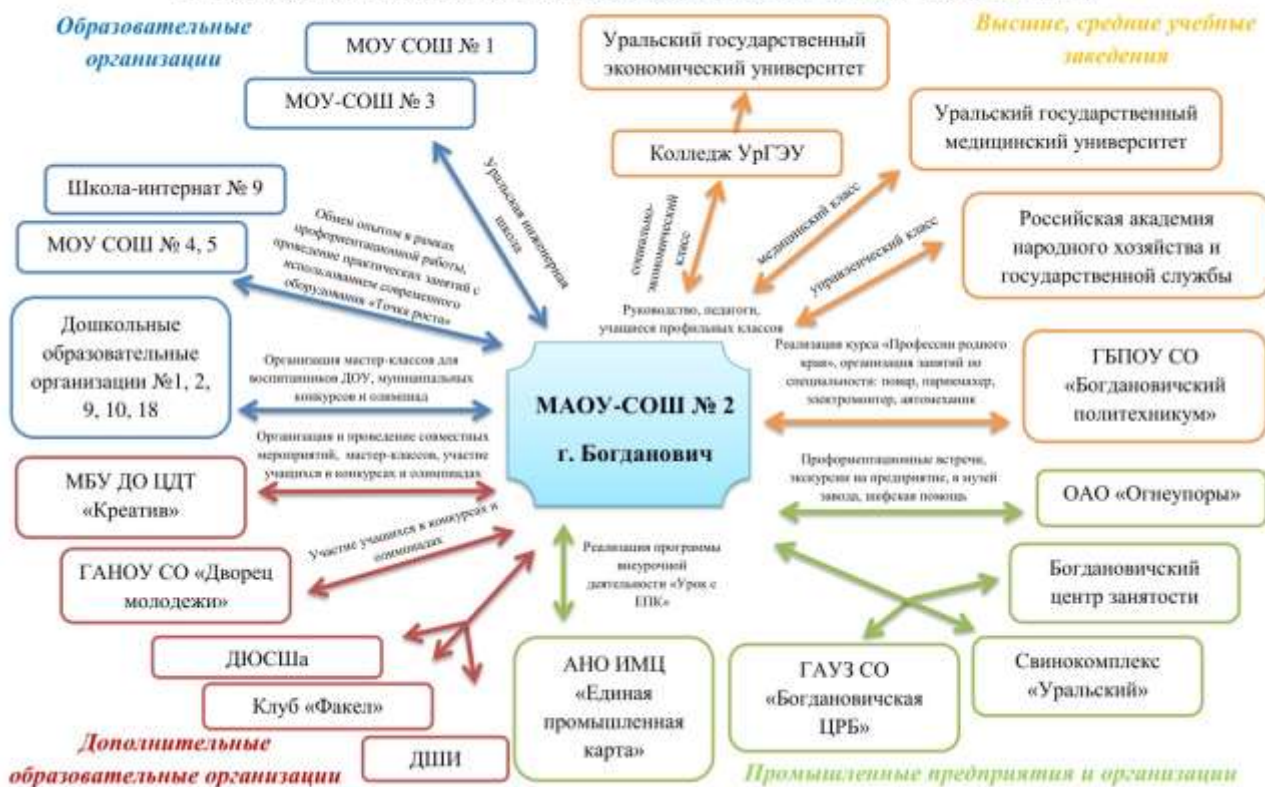 Образовательные
организации
МОУ СОШ № 1
МОУ-СОШ № 3
Школа-интернат № 9
МОУ СОШ № 4, 5
Дошкольные
образовательные
организации №1, 2,
9, 10, 18
Уральская инженерная
школа
Обмен опытом в рамках
профориентационной работы,
проведение практических занятий с
использованием современного
оборудования «Точка роста»
Организация мастер-классов для
воспитанников ДОУ, муниципальных
конкурсов и олимпиад
Уральский государственный
экономический университет
Колледж УрГЭУ
Высшие, средние учебные
заведения
Уральский государственный
медицинский университет
Российская академия
народного хозяйства и
государственной службы
ГБПОУ СО
«Богдановичский
политехникум»
социально-
экономический
класс
медицинский класс
управленческий класс
Руководство, педагоги,
учащиеся профильных классов
Реализация курса «Профессии родного
края», организация занятий по
специальности: повар, парикмахер,
электромонтер, автомеханик
МАОУ-СОШ № 2
г. Богданович
Организация и проведение совместных
мероприятий, мастер-классов, участие
учащихся в конкурсах и олимпиадах
МБУ ДО ЦДТ
«Креатив»
Участие учащихся в конкурсах и
олимпиадах
ГАНОУ СО «Дворец
молодежи»
ДЮСШа
Клуб «Факел»
ДШИ
Дополнительные
образовательные организации
Реализация программы
внеурочной
деятельности «Урок с
ЕПК»
АНО ИМЦ
«Единая
промышленная
карта»
Профориентационные встречи,
экскурсии на предприятие, в музей
завода, шефская помощь
ОАО «Огнеупоры»
Богдановичский
центр занятости
ГАУЗ СО
«Богдановичская
ЦРБ»
Свинокомплекс
«Уральский»
Промышленные предприятия и организации